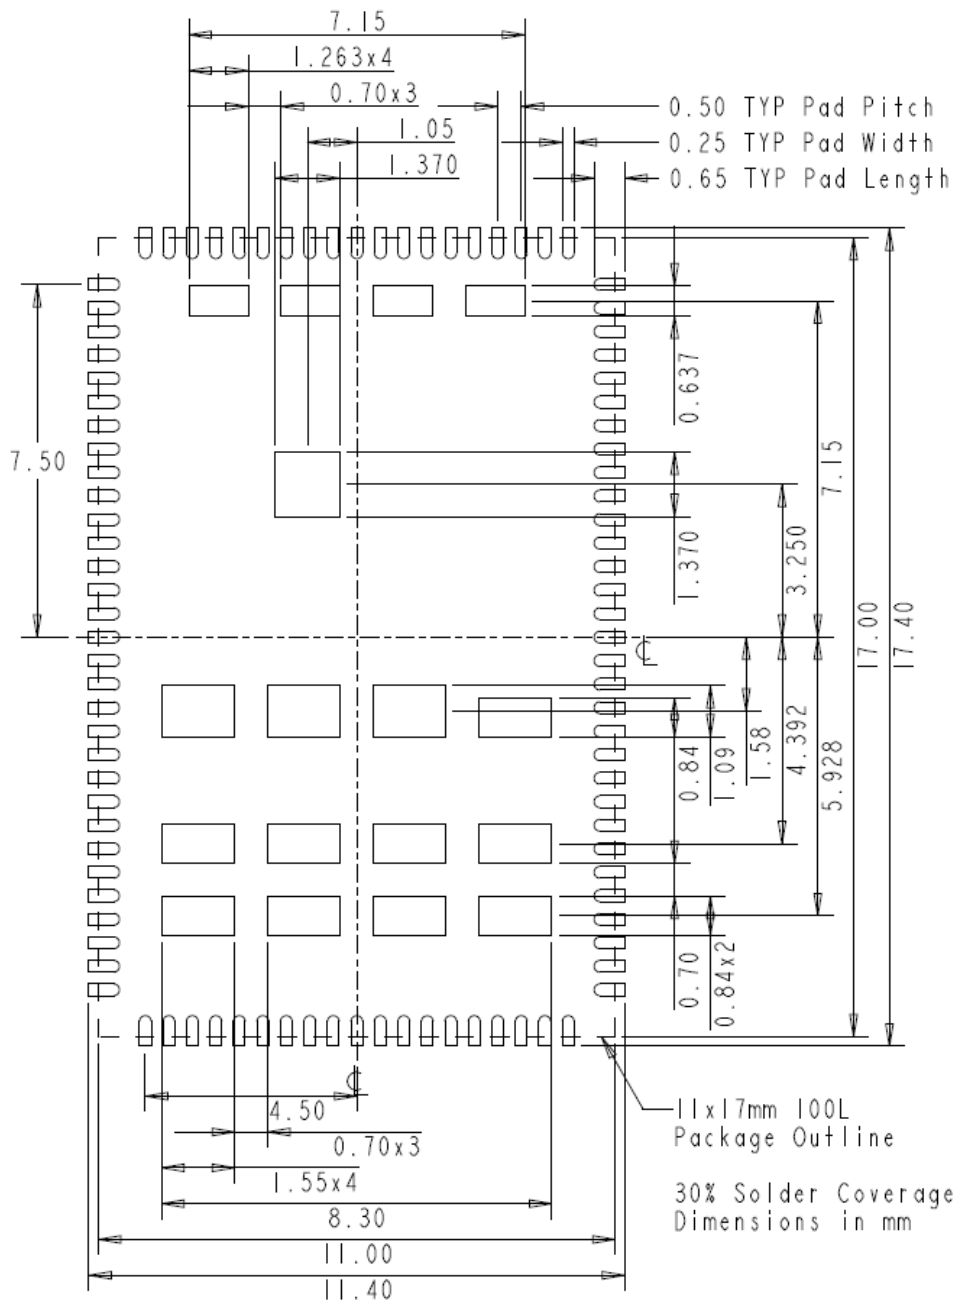 7.15
1.263x4
0.70x3
1.05
1.370
0.50 TYP Pad Pitch
0.25 TYP Pad Width
0.65 TYP Pad Length
7.50
0.637
7.15
1.370
3.250
17.00
17.40
℄
0.84
1.09
1.58
4.392
5.928
0.70
0.84x2
℄
4.50
0.70x3
1.55x4
8.30
11.00
11.40
11x17mm 100L
Package Outline
30% Solder Coverage
Dimensions in mm